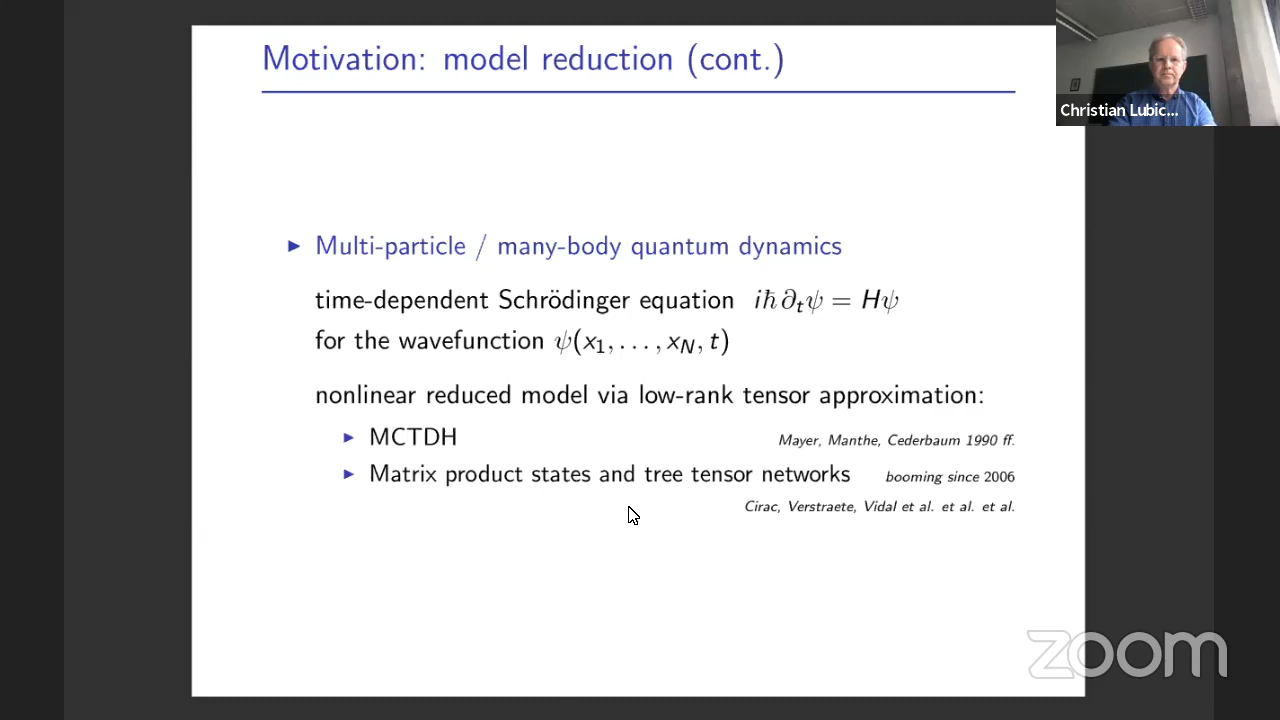 Motivation: model reduction (cont.)
Christian Lubic...
▶ Multi-particle / many-body quantum dynamics
time-dependent Schrödinger equation iħ ∂ₜψ = Hψ
for the wavefunction ψ(x₁, . . . , x_N, t)
nonlinear reduced model via low-rank tensor approximation:
▶ MCTDH Mayer, Manthe, Cederbaum 1990 ff.
▶ Matrix product states and tree tensor networks booming since 2006
Cirac, Verstraete, Vidal et al. et al. et al.
zoom